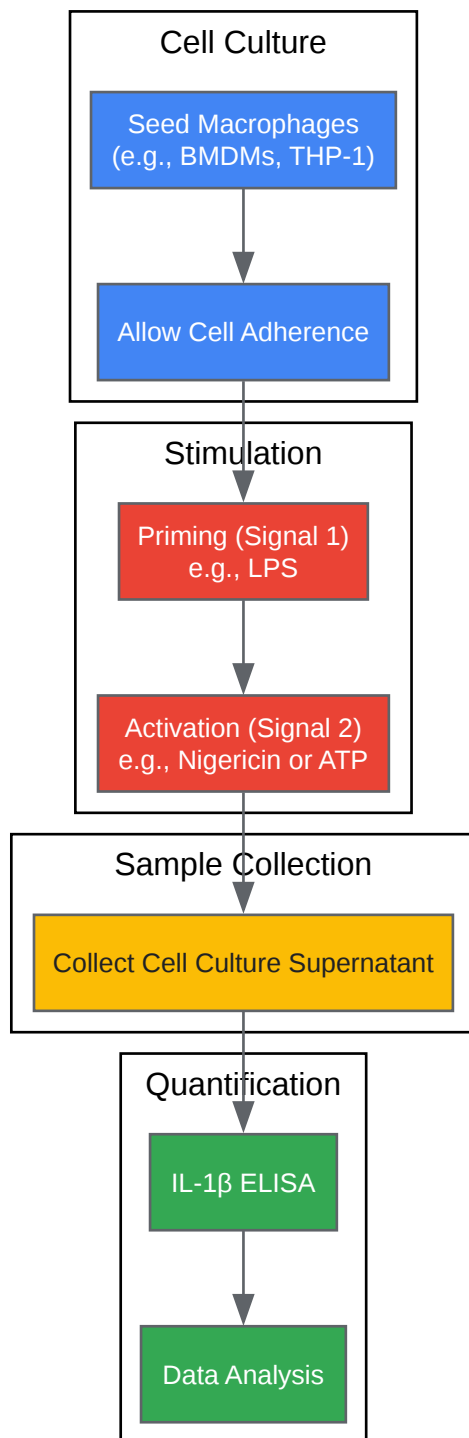 Cell Culture
Seed Macrophages
(e.g., BMDMs, THP-1)
Allow Cell Adherence
Stimulation
Priming (Signal 1)
e.g., LPS
Activation (Signal 2)
e.g., Nigericin or ATP
Sample Collection
Collect Cell Culture Supernatant
Quantification
IL-1β ELISA
Data Analysis